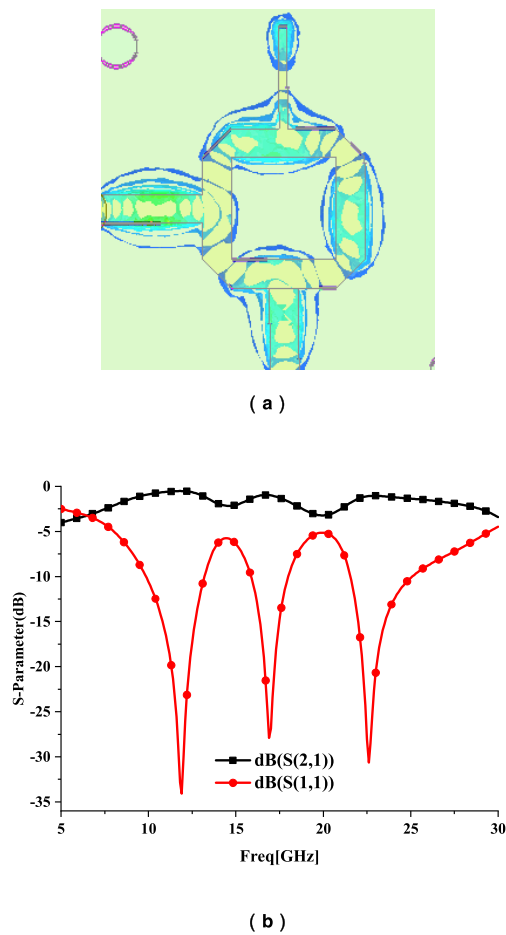 ( a )
0
-5
-10
-15
-20
-25
-30
-35
S-Parameter(dB)
dB(S(2,1))
dB(S(1,1))
5 10 15 20 25 30
Freq[GHz]
( b )